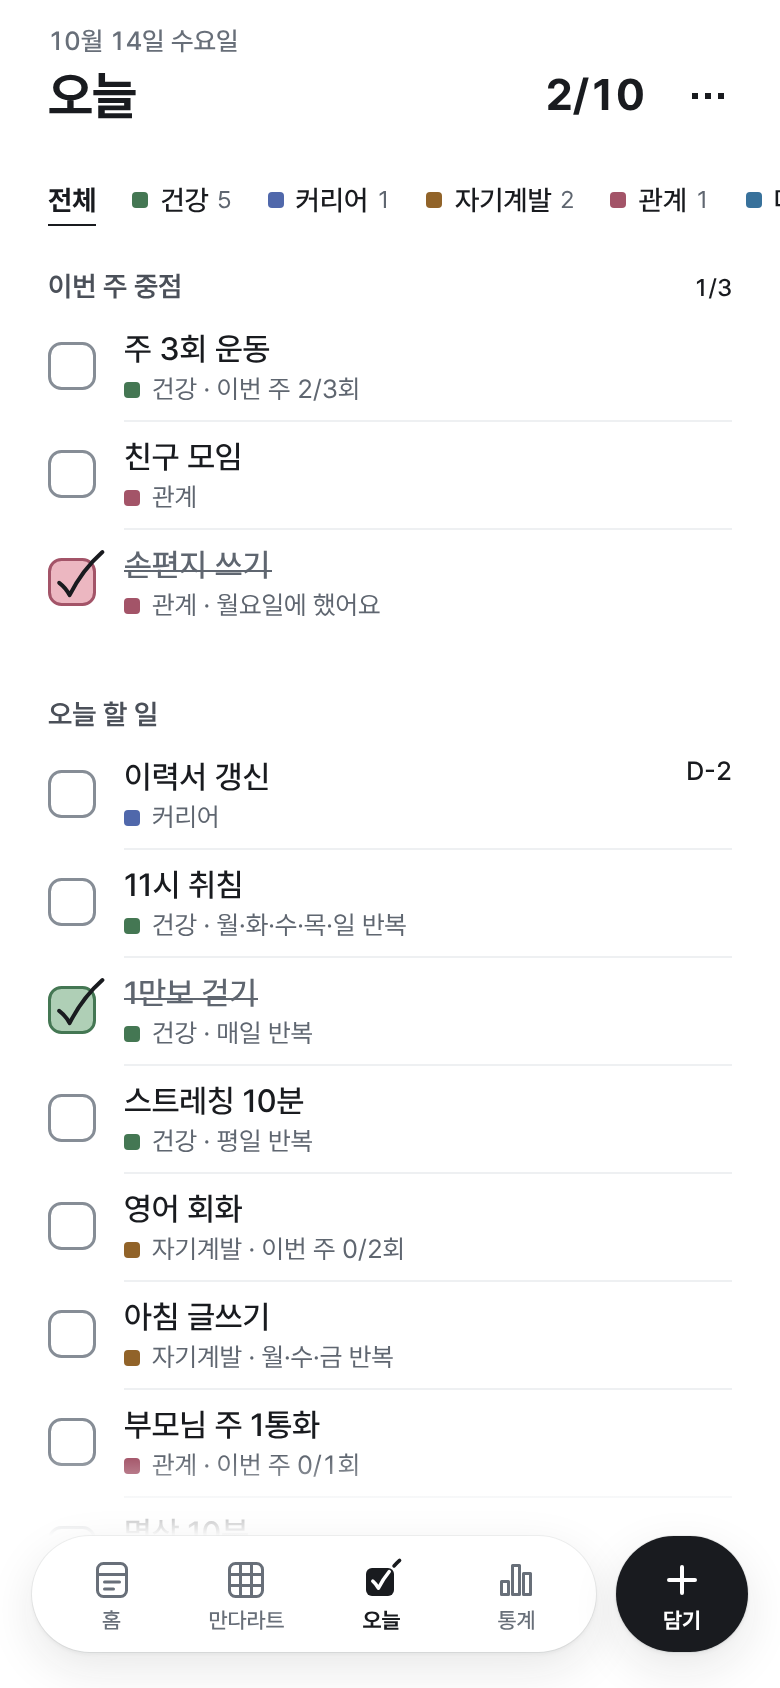 10월 14일 수요일
오늘
2/10
전체
건강 5
커리어 1
자기계발 2
관계 1
이번 주 중점
1/3
주 3회 운동
건강 · 이번 주 2/3회
친구 모임
관계
손편지 쓰기
관계 · 월요일에 했어요
오늘 할 일
이력서 갱신
D-2
커리어
11시 취침
건강 · 월·화·수·목·일 반복
1만보 걷기
건강 · 매일 반복
스트레칭 10분
건강 · 평일 반복
영어 회화
자기계발 · 이번 주 0/2회
아침 글쓰기
자기계발 · 월·수·금 반복
부모님 주 1통화
관계 · 이번 주 0/1회
명상 10분
홈
만다라트
오늘
통계
담기